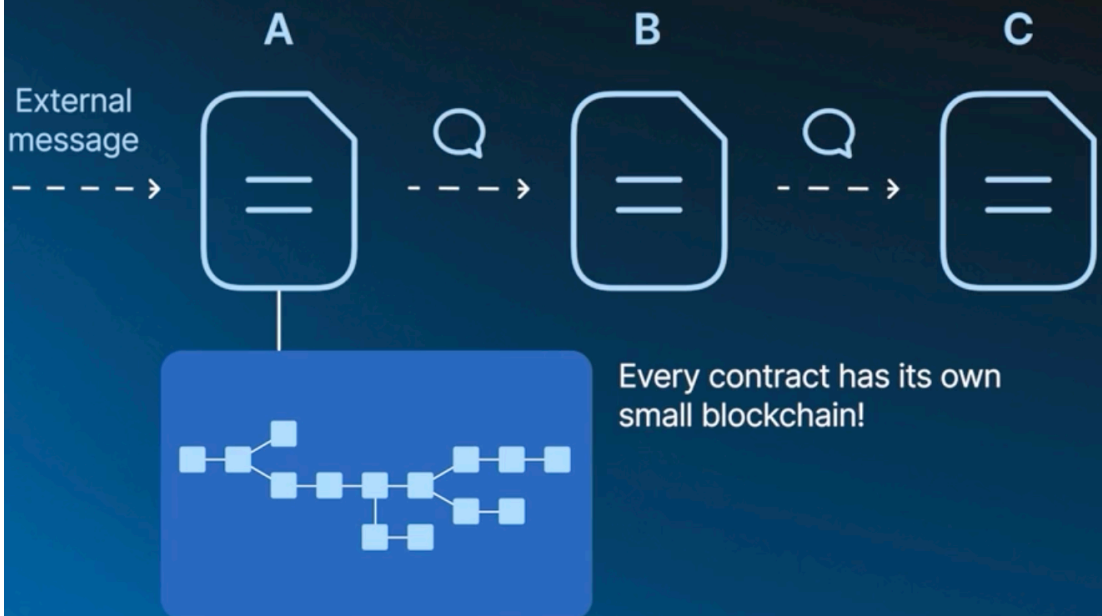 A
B
C
External
message
Every contract has its own
small blockchain!